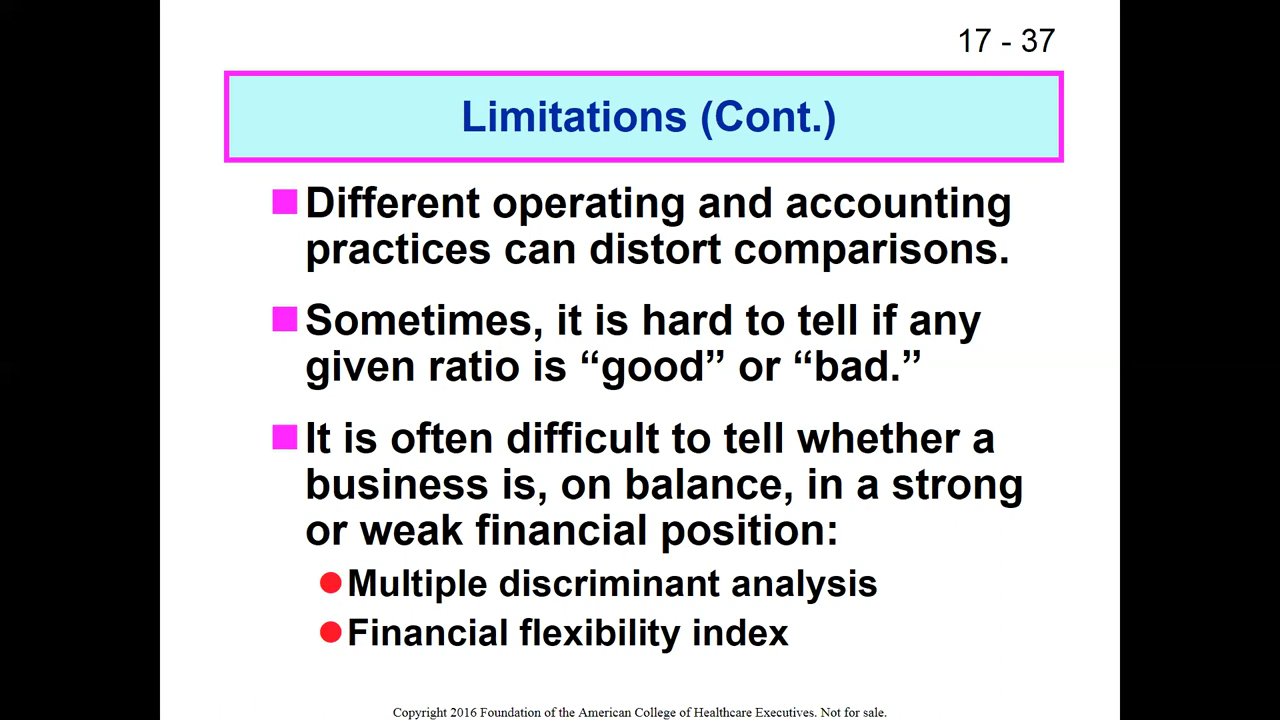 17 - 37
Limitations (Cont.)
Different operating and accounting
practices can distort comparisons.
Sometimes, it is hard to tell if any
given ratio is “good” or “bad.”
It is often difficult to tell whether a
business is, on balance, in a strong
or weak financial position:
Multiple discriminant analysis
Financial flexibility index
Copyright 2016 Foundation of the American College of Healthcare Executives. Not for sale.